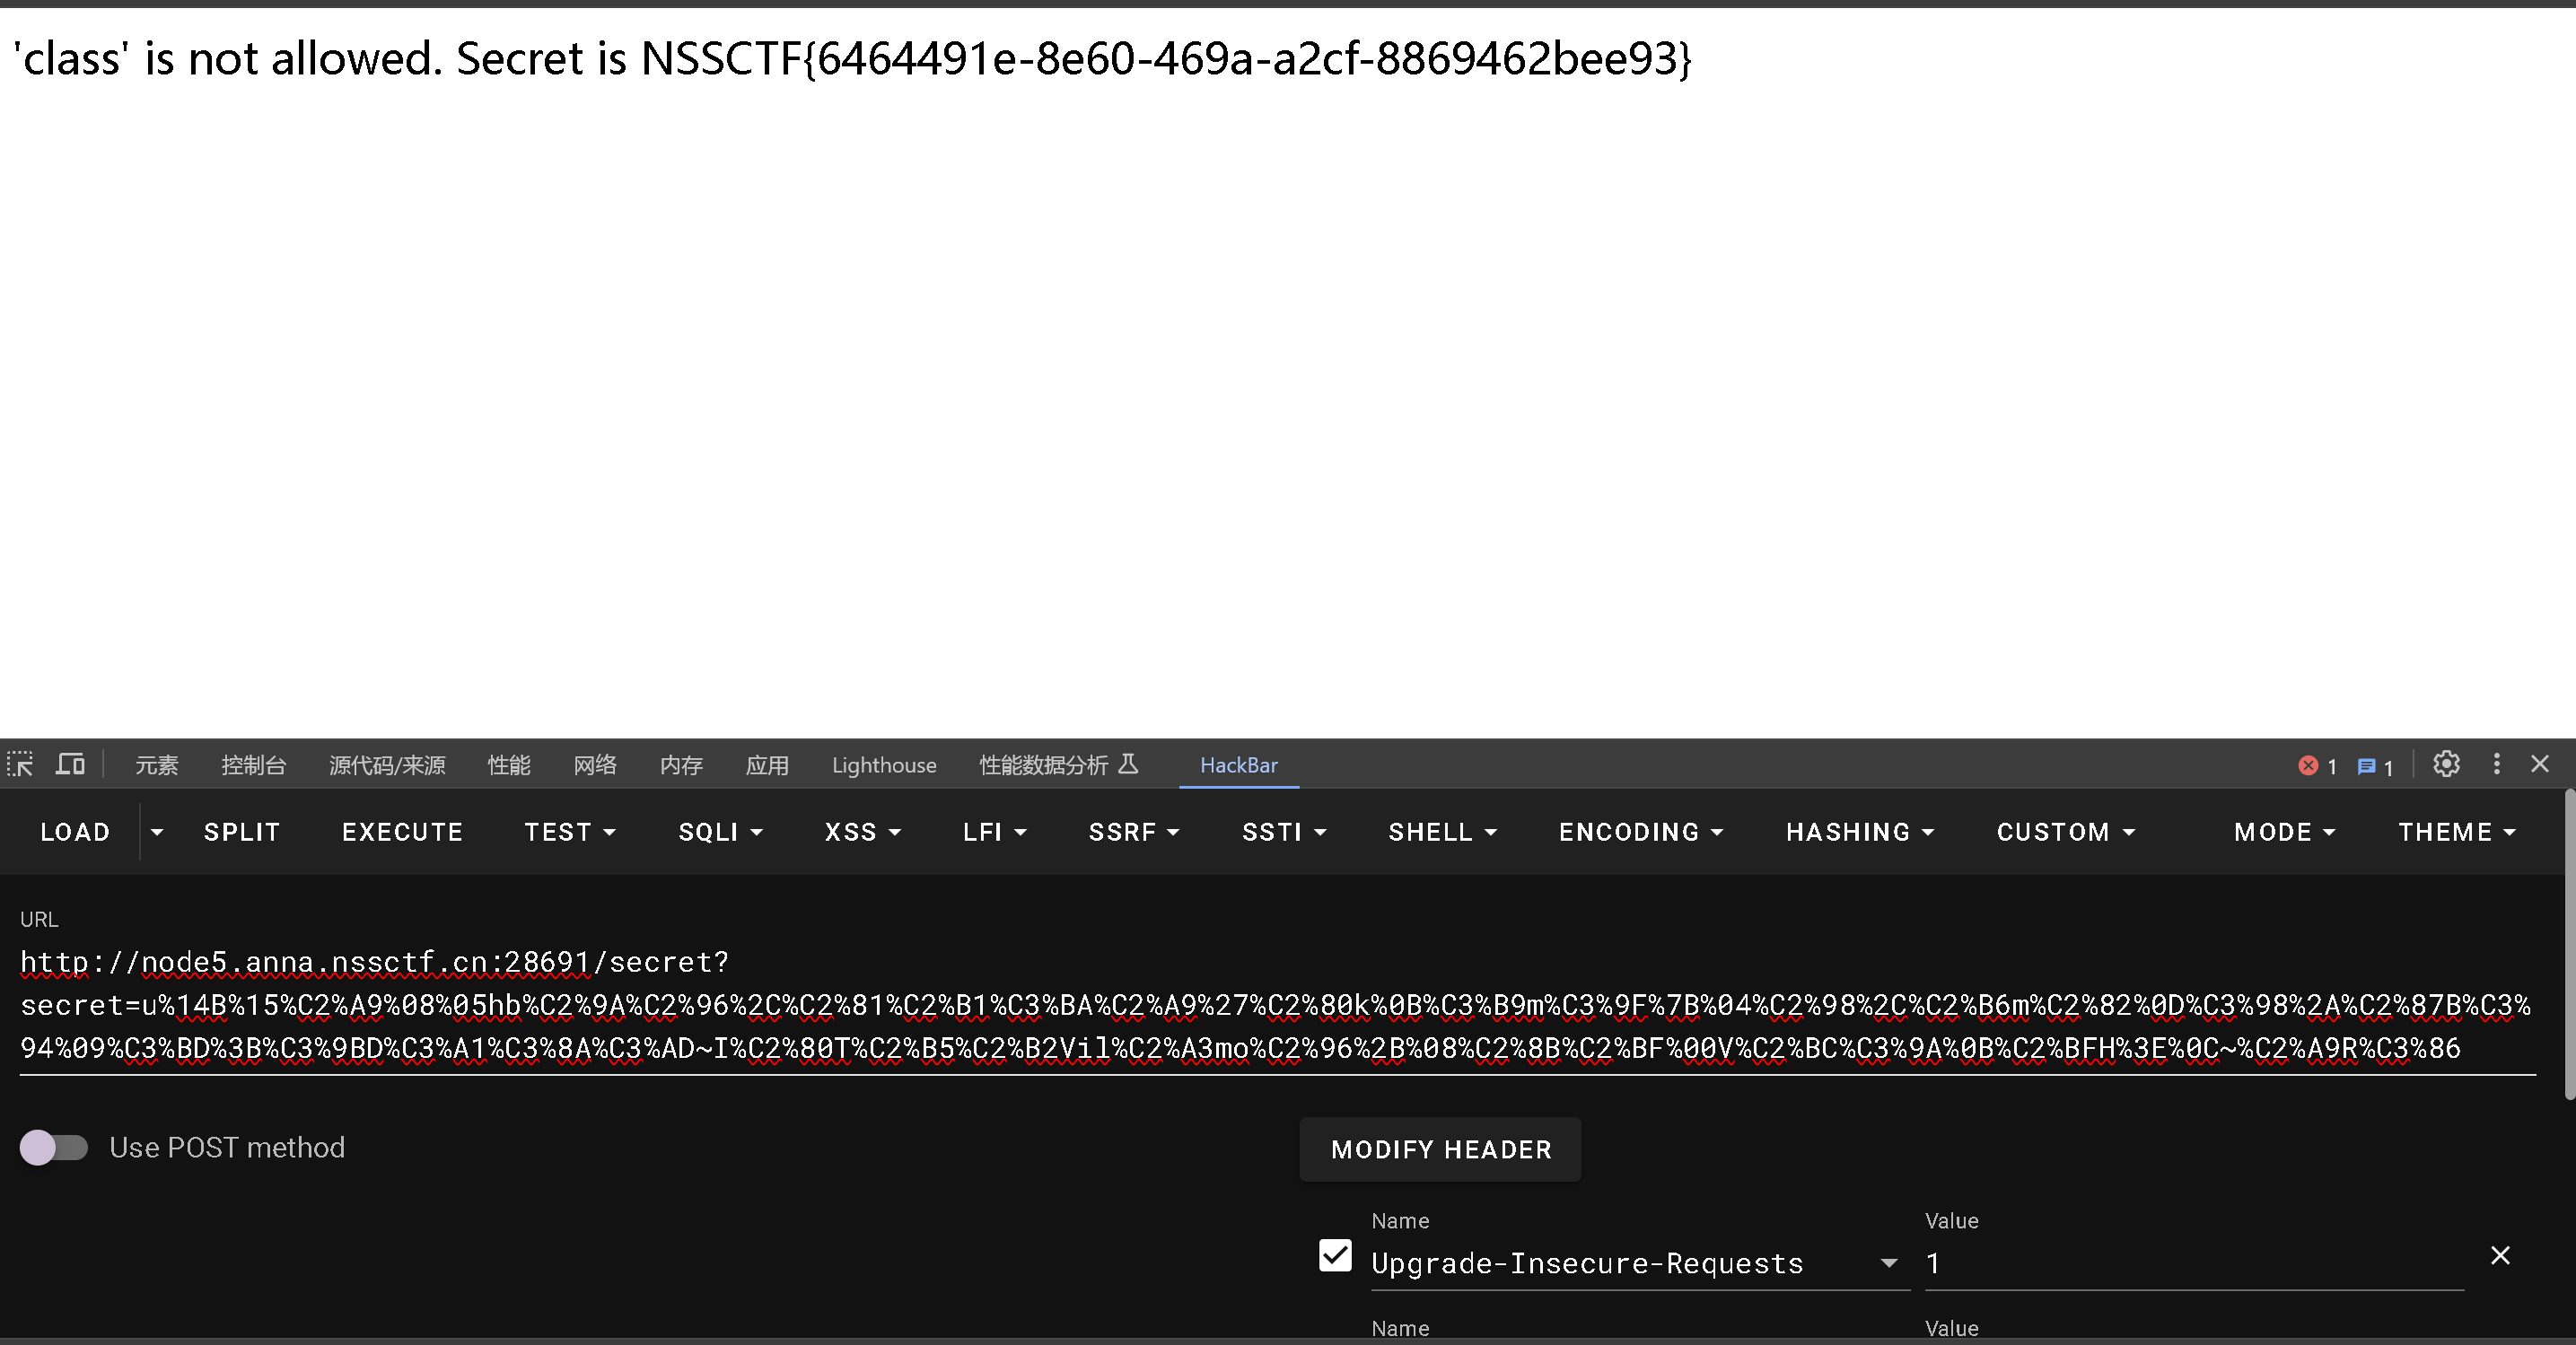 'class' is not allowed. Secret is NSSCTF{6464491e-8e60-469a-a2cf-8869462bee93}
元素 控制台 源代码/来源 性能 网络 内存 应用 Lighthouse 性能数据分析 HackBar 1 1
LOAD SPLIT EXECUTE TEST SQLI XSS LFI SSRF SSTI SHELL ENCODING HASHING CUSTOM MODE THEME
URL
http://node5.anna.nssctf.cn:28691/secret?
secret=u%14B%15%C2%A9%08%05hb%C2%9A%C2%96%2C%C2%81%C2%B1%C3%BA%C2%A9%27%C2%80k%0B%C3%B9m%C3%9F%7B%04%C2%98%2C%C2%B6m%C2%82%0D%C3%98%2A%C2%87B%C3%
94%09%C3%BD%3B%C3%9BD%C3%A1%C3%8A%C3%AD~I%C2%80T%C2%B5%C2%B2Vil%C2%A3mo%C2%96%2B%08%C2%8B%C2%BF%00V%C2%BC%C3%9A%0B%C2%BFH%3E%0C~%C2%A9R%C3%86
Use POST method
MODIFY HEADER
Name Value
Upgrade-Insecure-Requests 1
Name Value